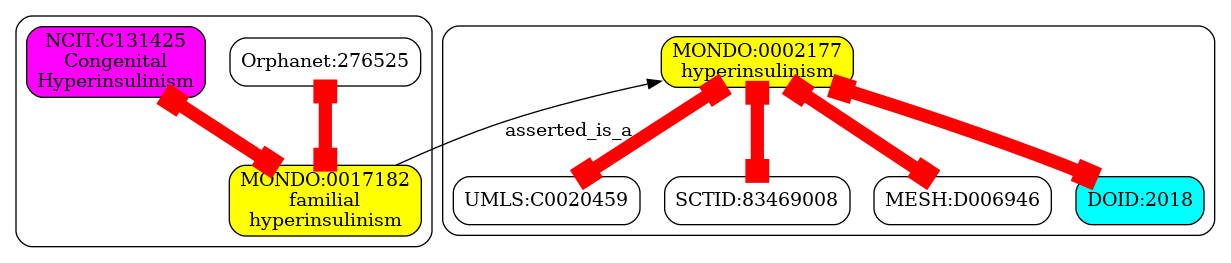 NCIT:C131425
Congenital
Hyperinsulinism
Orphanet:276525
MONDO:0002177
hyperinsulinism
asserted_is_a
MONDO:0017182
familial
hyperinsulinism
UMLS:C0020459
SCTID:83469008
MESH:D006946
DOID:2018